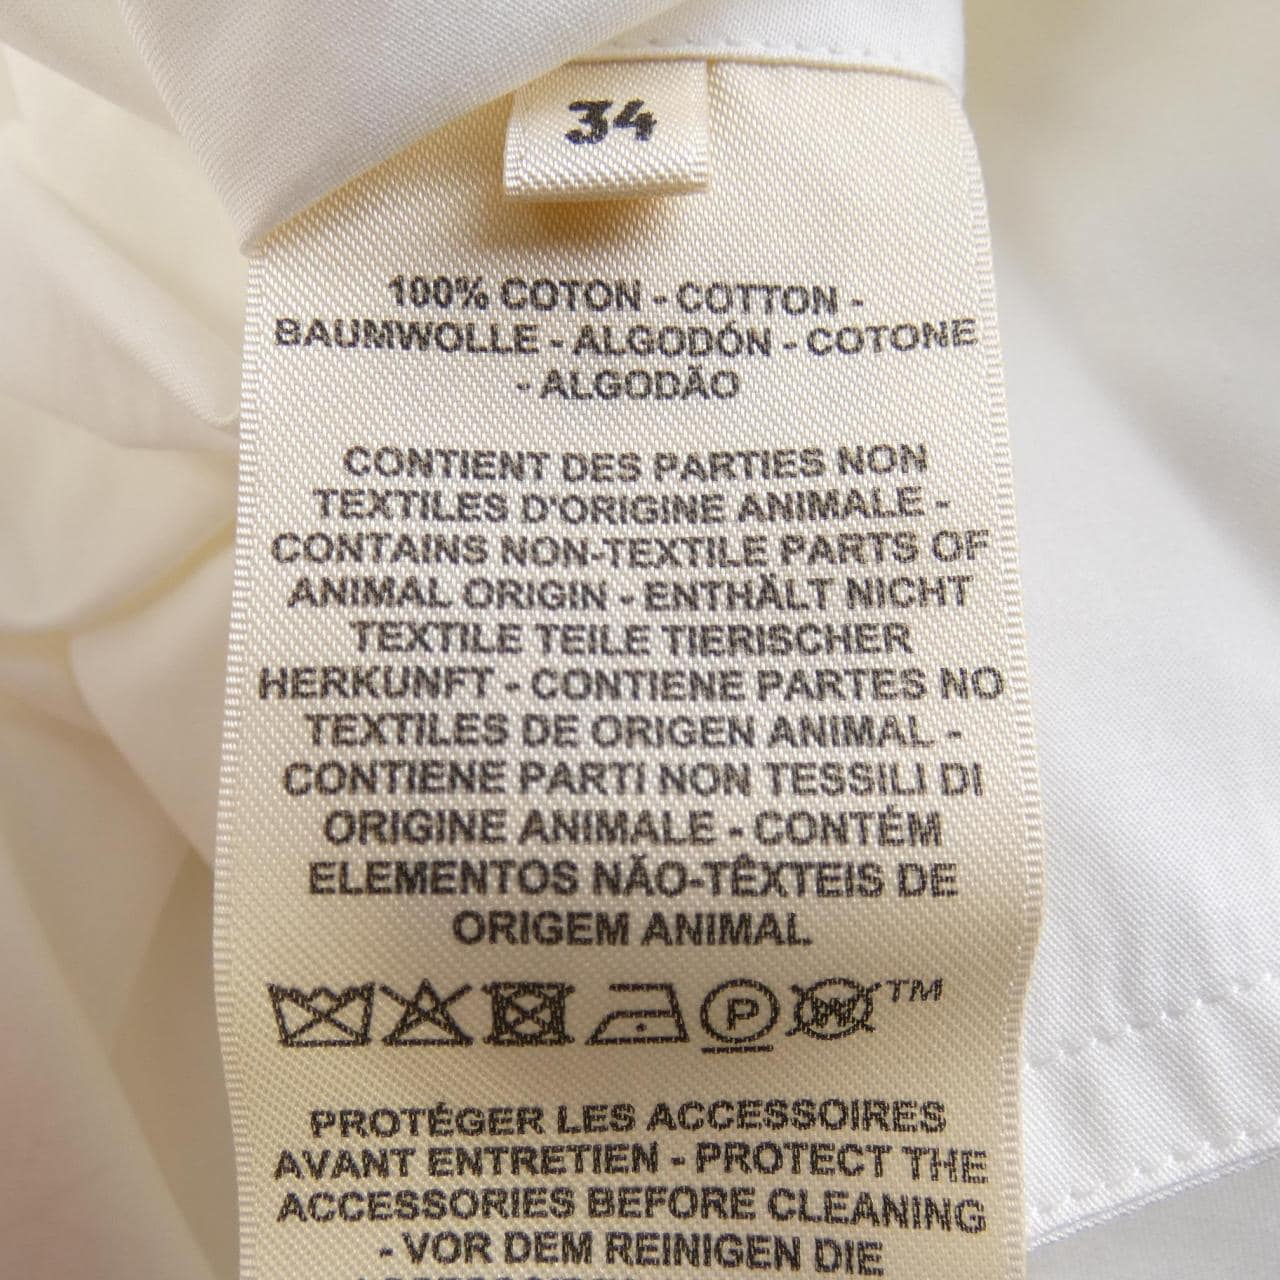 34
100% COTON - COTTON -
BAUMWOLLE - ALGODÓN - COTONE
- ALGODÃO
CONTIENT DES PARTIES NON
TEXTILES D'ORIGINE ANIMALE -
CONTAINS NON-TEXTILE PARTS OF
ANIMAL ORIGIN - ENTHÄLT NICHT
TEXTILE TEILE TIERISCHER
HERKUNFT - CONTIENE PARTES NO
TEXTILES DE ORIGEN ANIMAL -
CONTIENE PARTI NON TESSILI DI
ORIGINE ANIMALE - CONTÉM
ELEMENTOS NÃO-TÊXTEIS DE
ORIGEM ANIMAL.
P W TM
PROTÉGER LES ACCESSOIRES
AVANT ENTRETIEN - PROTECT THE
ACCESSORIES BEFORE CLEANING
- VOR DEM REINIGEN DIE